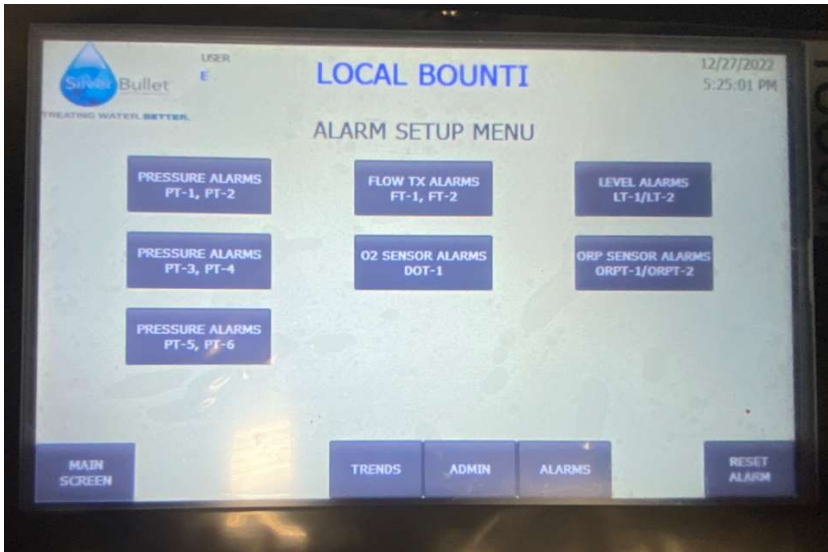 Silver Bullet
TREATING WATER. BETTER.
USER
E
LOCAL BOUNTI
12/27/2022
5:25:01 PM
ALARM SETUP MENU
PRESSURE ALARMS
PT-1, PT-2
FLOW TX ALARMS
FT-1, FT-2
LEVEL ALARMS
LT-1/LT-2
PRESSURE ALARMS
PT-3, PT-4
O2 SENSOR ALARMS
DOT-1
ORP SENSOR ALARMS
ORPT-1/ORPT-2
PRESSURE ALARMS
PT-5, PT-6
MAIN
SCREEN
TRENDS
ADMIN
ALARMS
RESET
ALARM